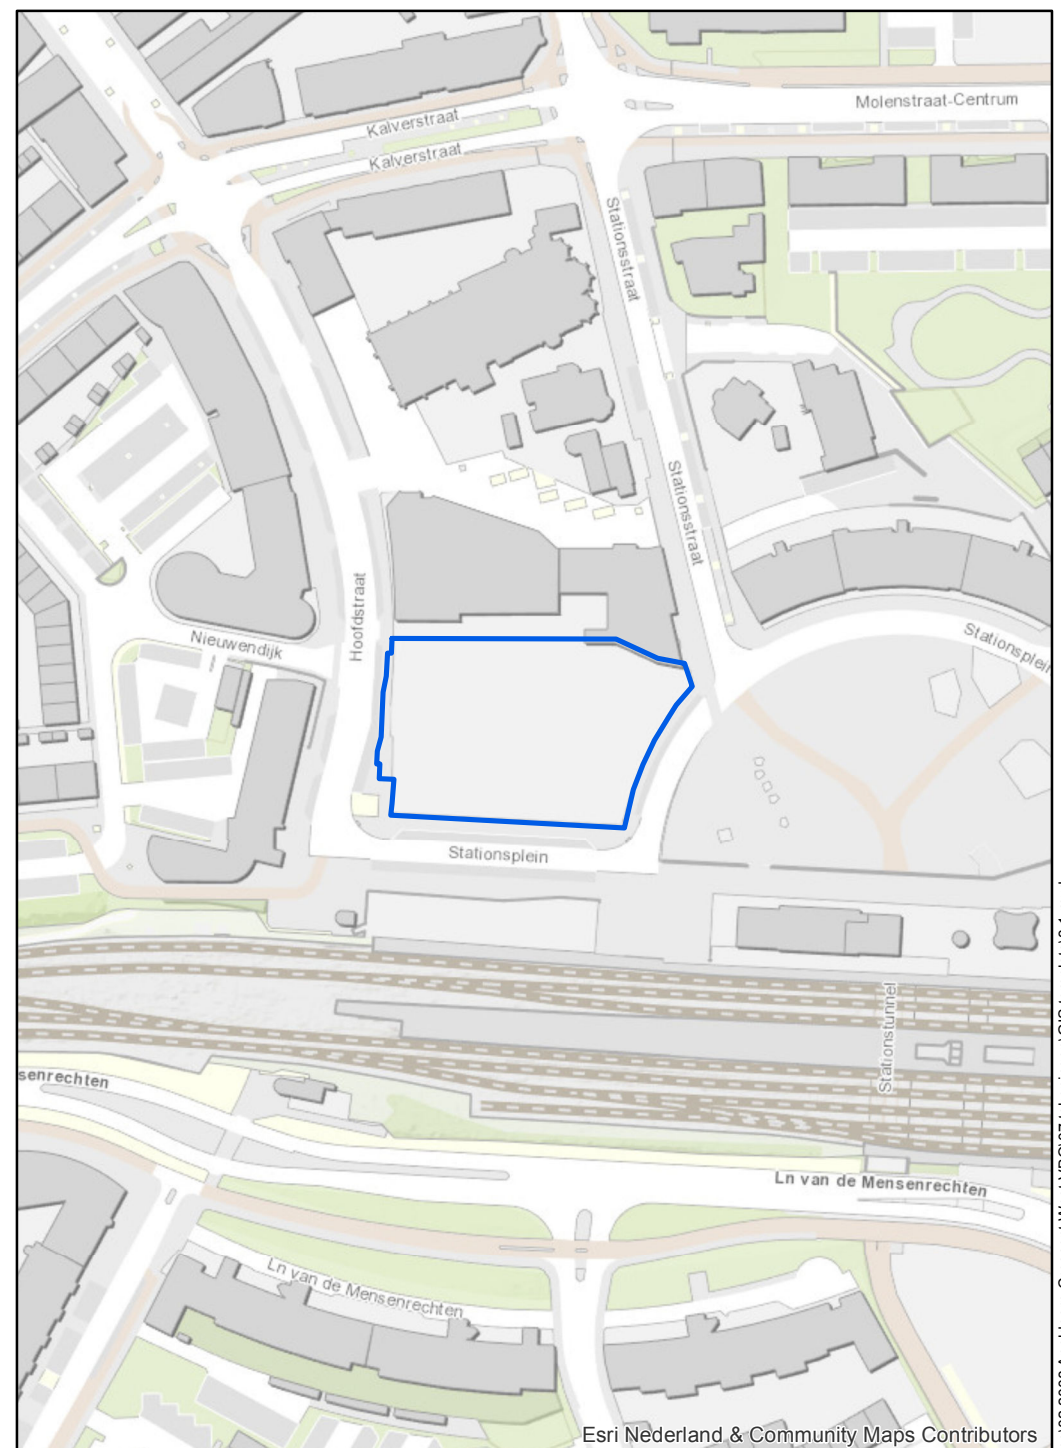 Molenstraat-Centrum
Kalverstraat
Kalverstraat
Stationsstraat
Stationsstraat
Hoofdstraat
Nieuwendijk
Stationsplein
Stationsplein
Stationstunnel
senrechten
Ln van de Mensenrechten
Ln van de Mensenrechten
Esri Nederland & Community Maps Contributors